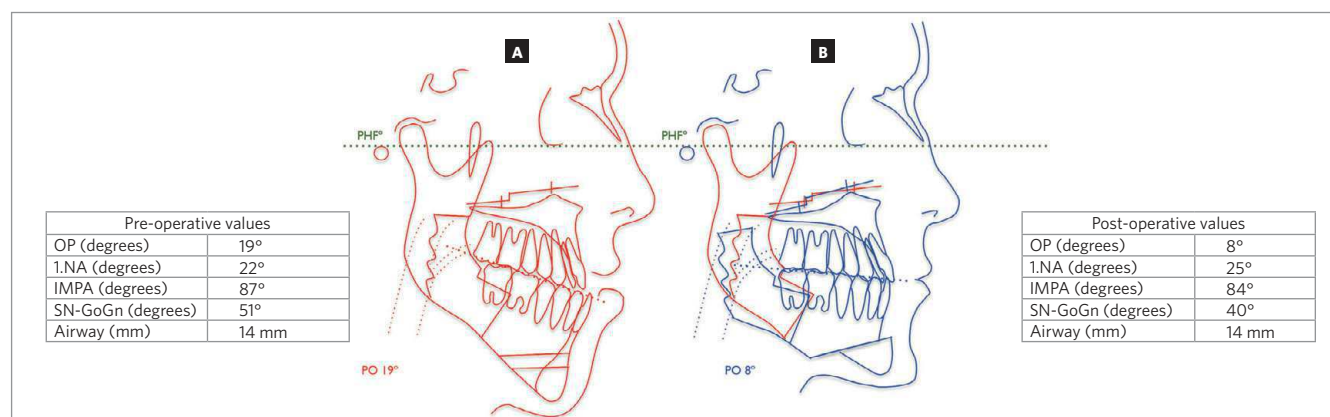 A
B
PHFº
PHFº
Pre-operative values
OP (degrees) 19°
1.NA (degrees) 22°
IMPA (degrees) 87°
SN-GoGn (degrees) 51°
Airway (mm) 14 mm
Post-operative values
OP (degrees) 8°
1.NA (degrees) 25°
IMPA (degrees) 84°
SN-GoGn (degrees) 40°
Airway (mm) 14 mm
PO 19°
PO 8°